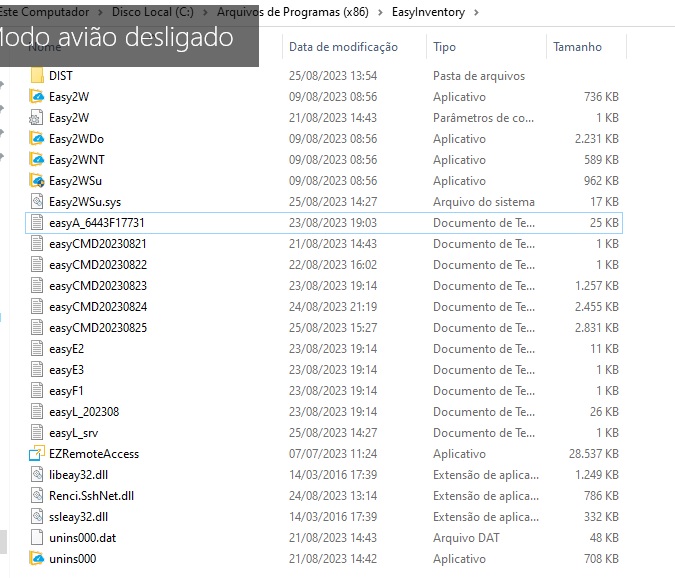 Este Computador > Disco Local (C:) > Arquivos de Programas (x86) > EasyInventory >
Modo avião desligado
Nome Data de modificação Tipo Tamanho
DIST 25/08/2023 13:54 Pasta de arquivos
Easy2W 09/08/2023 08:56 Aplicativo 736 KB
Easy2W 21/08/2023 14:43 Parâmetros de co... 1 KB
Easy2WDo 09/08/2023 08:56 Aplicativo 2.231 KB
Easy2WNT 09/08/2023 08:56 Aplicativo 589 KB
Easy2WSu 09/08/2023 08:56 Aplicativo 962 KB
Easy2WSu.sys 25/08/2023 14:27 Arquivo do sistema 17 KB
easyA_6443F17731 23/08/2023 19:03 Documento de Te... 25 KB
easyCMD20230821 21/08/2023 14:43 Documento de Te... 1 KB
easyCMD20230822 22/08/2023 16:02 Documento de Te... 1 KB
easyCMD20230823 23/08/2023 19:14 Documento de Te... 1.257 KB
easyCMD20230824 24/08/2023 21:19 Documento de Te... 2.455 KB
easyCMD20230825 25/08/2023 15:27 Documento de Te... 2.831 KB
easyE2 23/08/2023 19:14 Documento de Te... 11 KB
easyE3 23/08/2023 19:14 Documento de Te... 1 KB
easyF1 23/08/2023 19:14 Documento de Te... 1 KB
easyL_202308 23/08/2023 19:14 Documento de Te... 26 KB
easyL_srv 25/08/2023 14:27 Documento de Te... 1 KB
EZRemoteAccess 07/07/2023 11:24 Aplicativo 28.537 KB
libeay32.dll 14/03/2016 17:39 Extensão de aplica... 1.249 KB
Renci.SshNet.dll 24/08/2023 13:14 Extensão de aplica... 786 KB
ssleay32.dll 14/03/2016 17:39 Extensão de aplica... 332 KB
unins000.dat 21/08/2023 14:43 Arquivo DAT 48 KB
unins000 21/08/2023 14:42 Aplicativo 708 KB